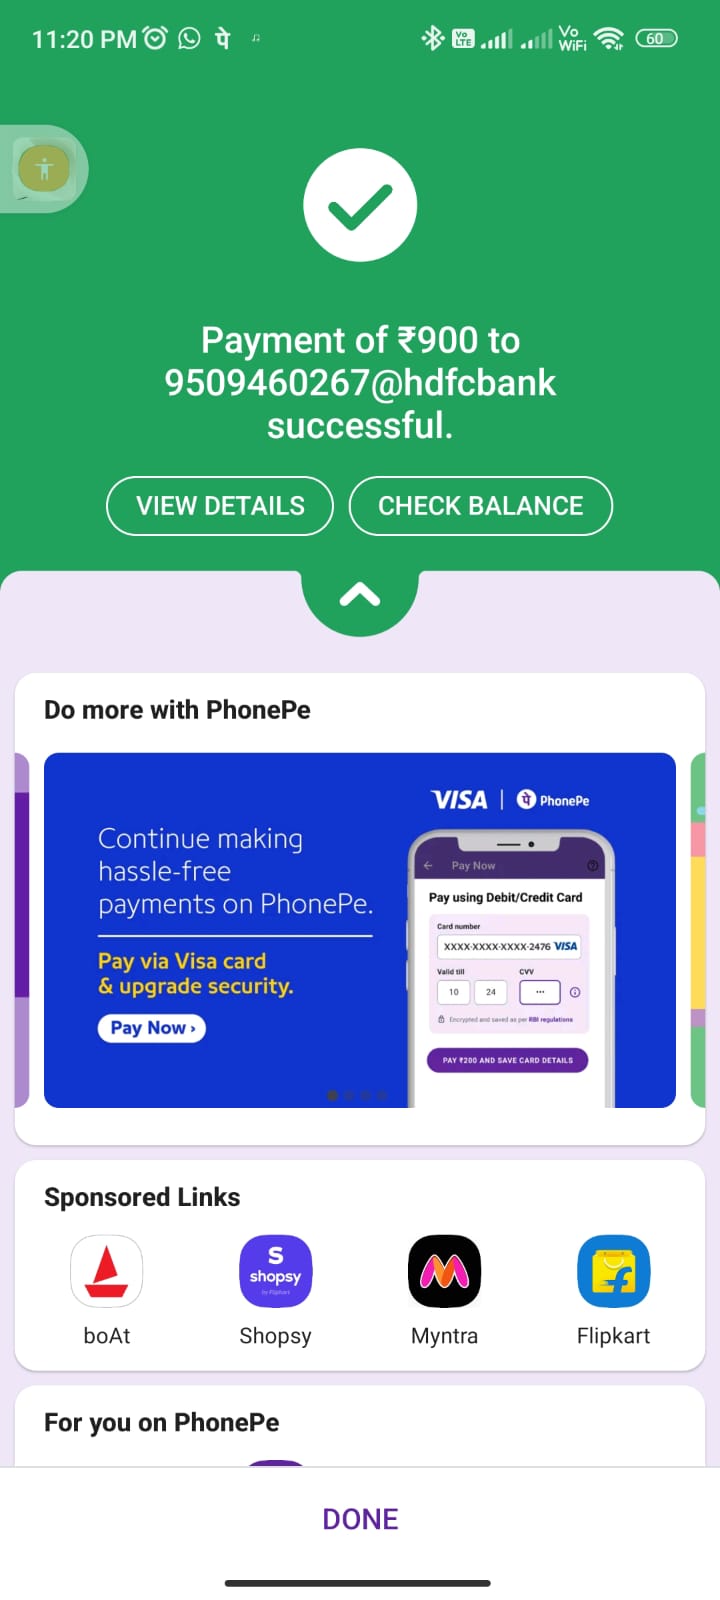 11:20 PM पे
Vo LTE Vo WiFi 60
Payment of ₹900 to
9509460267@hdfcbank
successful.
VIEW DETAILS CHECK BALANCE
Do more with PhonePe
VISA | पे PhonePe
Continue making
hassle-free
payments on PhonePe.
Pay via Visa card
& upgrade security.
Pay Now ›
Pay Now
Pay using Debit/Credit Card
Card number
XXXX-XXXX-XXXX-2476 VISA
Valid till CVV
10 24 ...
Encrypted and saved as per RBI regulations
PAY ₹200 AND SAVE CARD DETAILS
Sponsored Links
S
shopsy
by Flipkart
boAt Shopsy Myntra Flipkart
For you on PhonePe
DONE